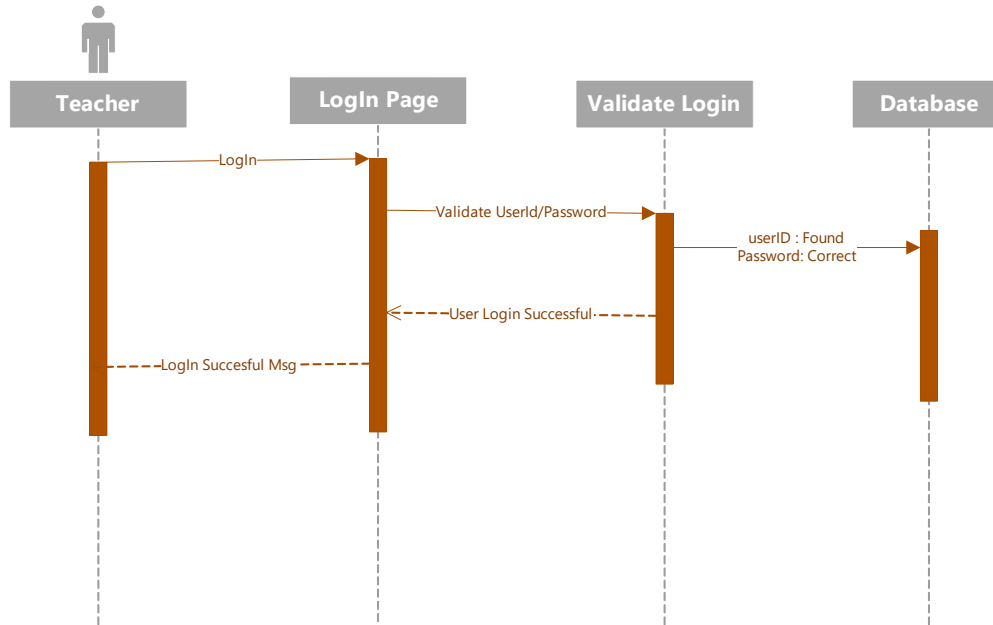 Teacher
LogIn Page
Validate Login
Database
LogIn
Validate UserId/Password
userID : Found
Password: Correct
User Login Successful
LogIn Succesful Msg